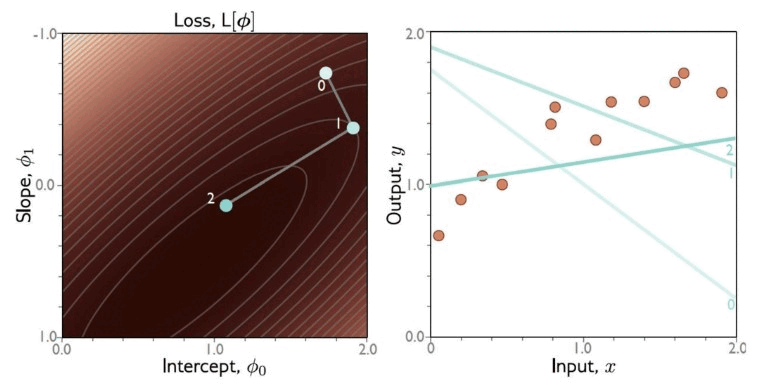 Loss, L[ϕ]
-1.0
0.0
1.0
Slope, ϕ₁
0
1
2
0.0 1.0 2.0
Intercept, ϕ₀
2.0
1.0
0.0
Output, y
2
1
0
0 1.0 2.0
Input, x